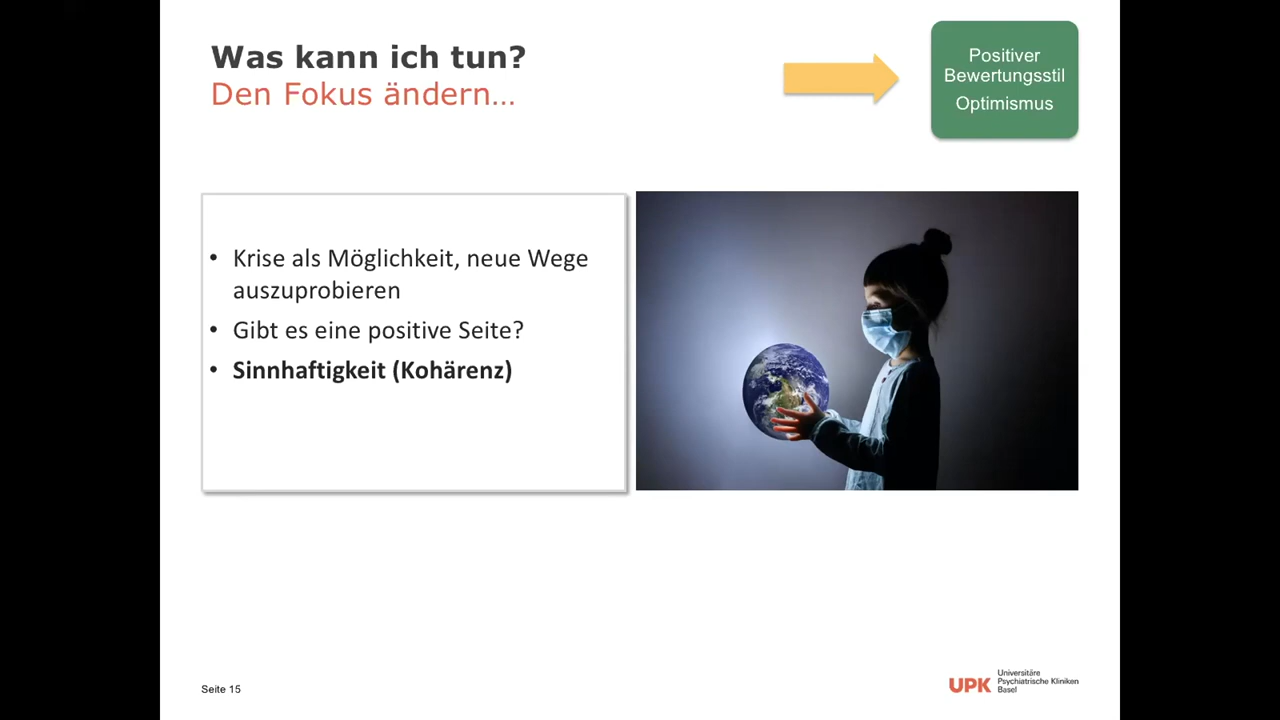 Was kann ich tun?
Den Fokus ändern…
Positiver
Bewertungsstil
Optimismus
• Krise als Möglichkeit, neue Wege
auszuprobieren
• Gibt es eine positive Seite?
• Sinnhaftigkeit (Kohärenz)
Seite 15
UPK
Universitäre
Psychiatrische Kliniken
Basel